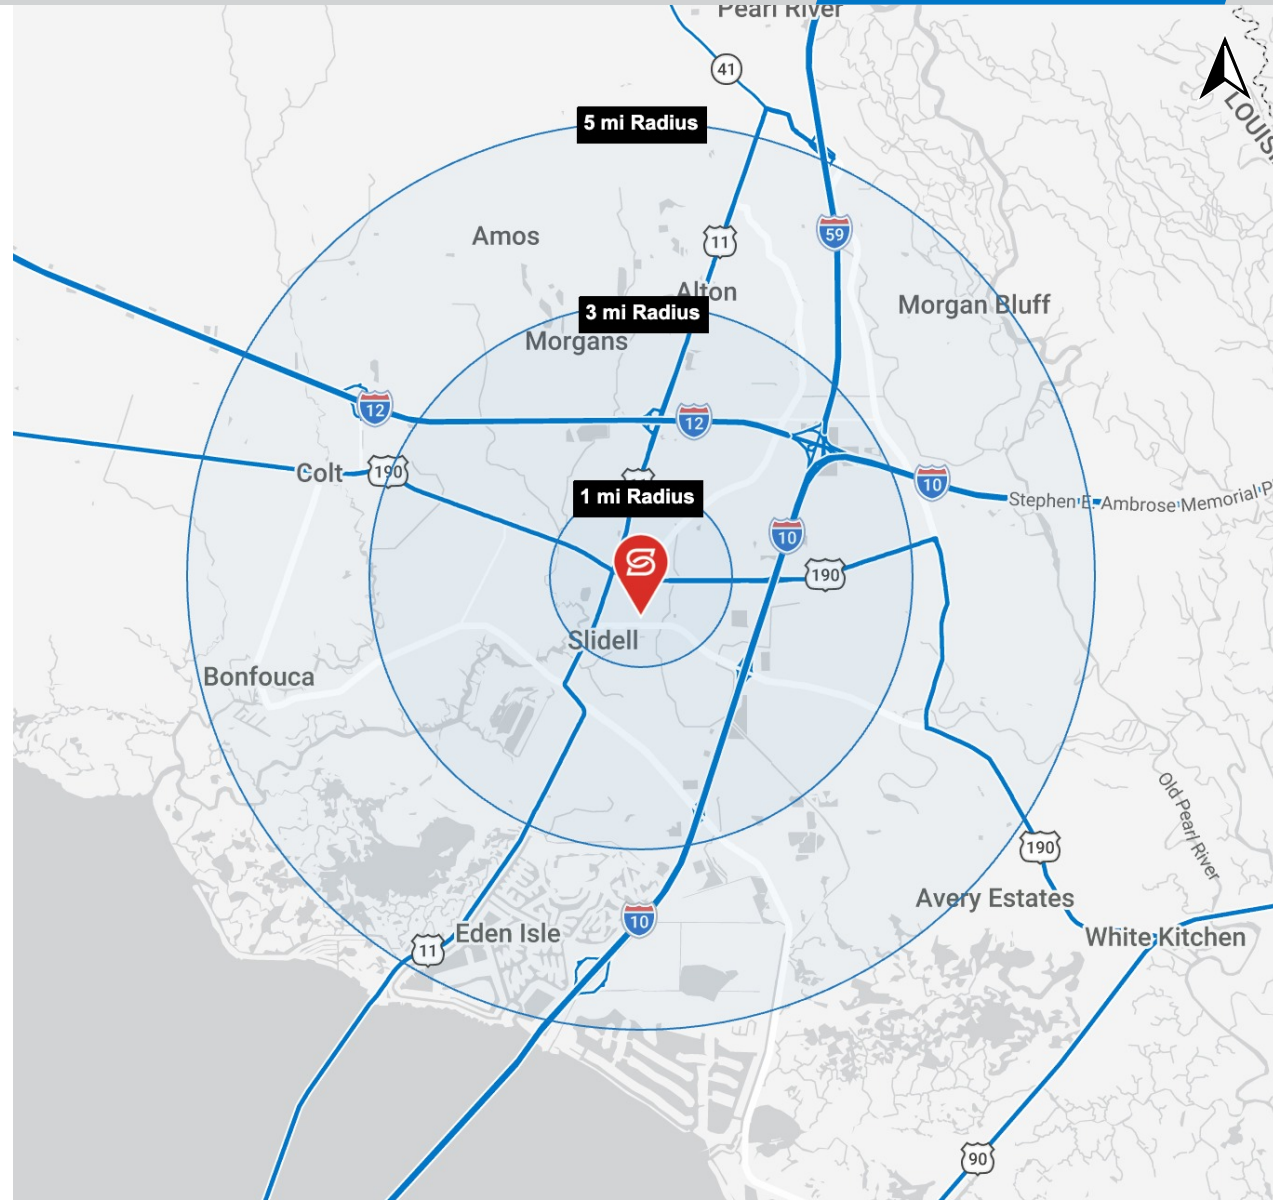 Pearl River
41
LOUIS
5 mi Radius
59
11
Amos
Alton
Morgan Bluff
3 mi Radius
Morgans
12
12
Colt
190
10
Stephen E. Ambrose Memorial P
1 mi Radius
10
190
Slidell
Bonfouca
Old Pearl River
190
Avery Estates
10
Eden Isle
11
White Kitchen
90